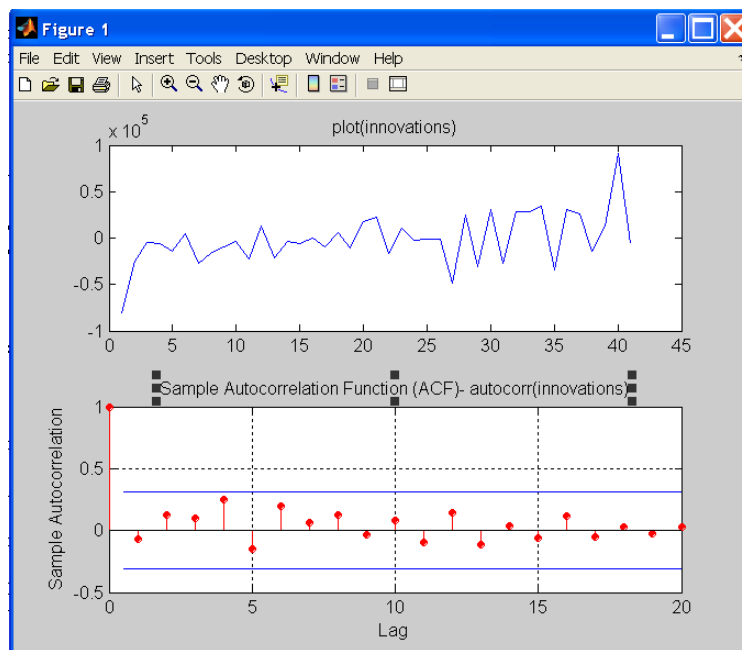 Figure 1
File Edit View Insert Tools Desktop Window Help
x 10^5
plot(innovations)
1
0.5
0
-0.5
-1
0 5 10 15 20 25 30 35 40 45
Sample Autocorrelation Function (ACF)- autocorr(innovations)
Sample Autocorrelation
1
0.5
0
-0.5
0 5 10 15 20
Lag